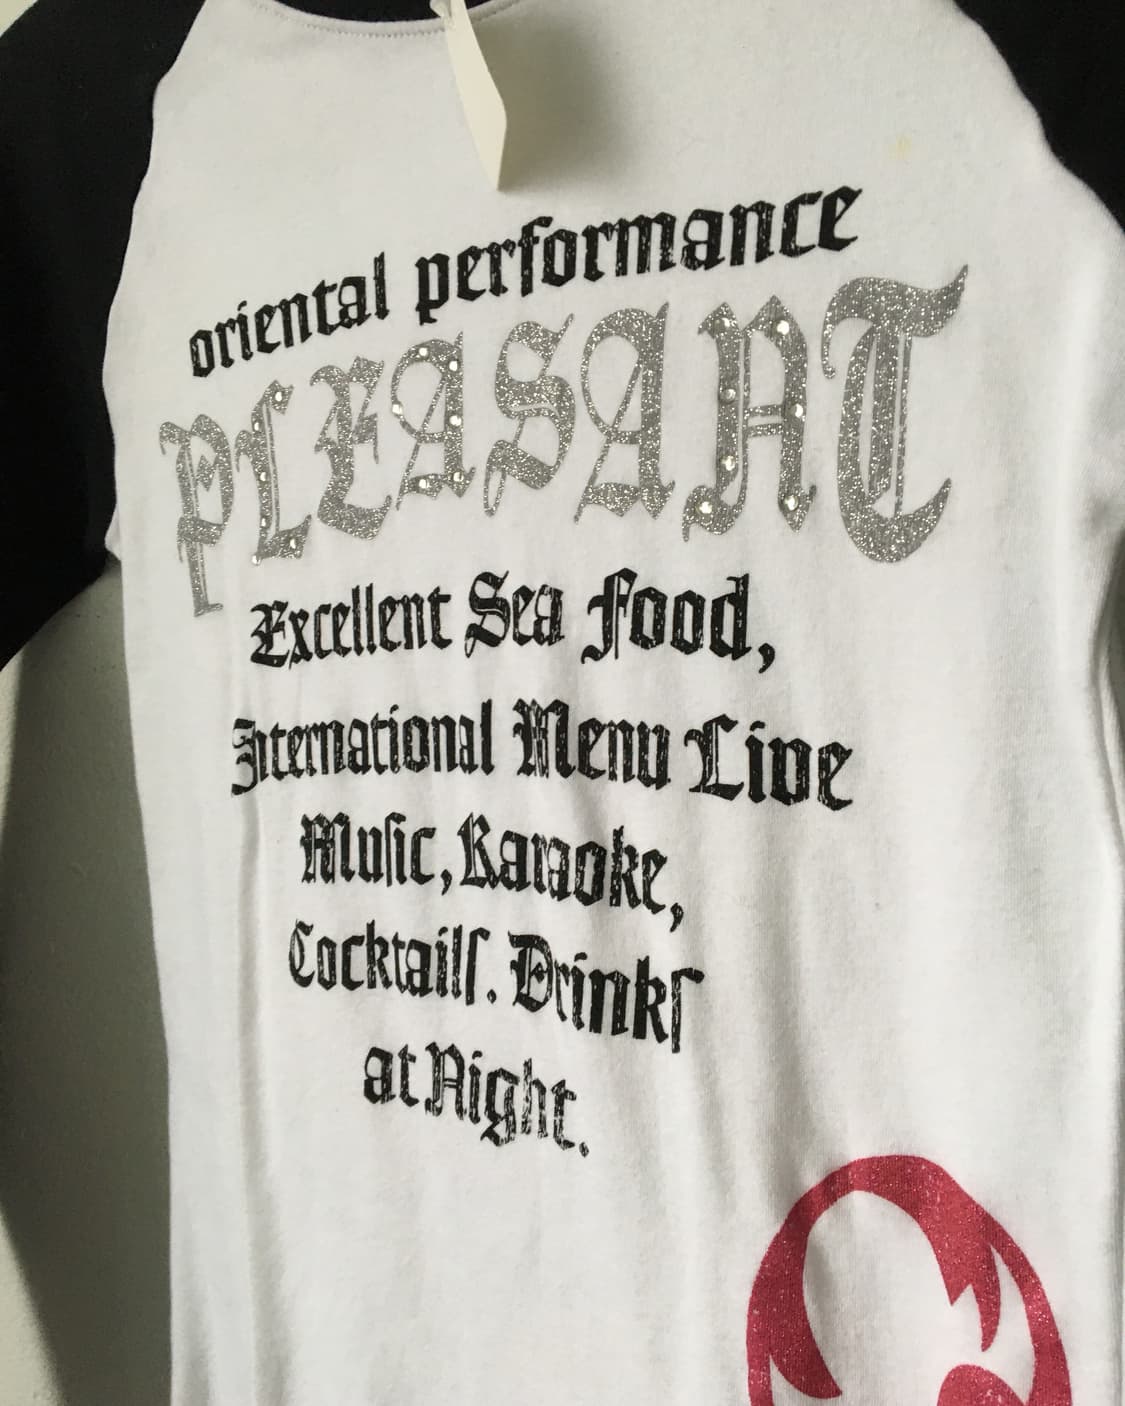 oriental performance
PLEASANT
Excellent Sea food,
International Menu Live
Muſic, Karaoke,
Cocktailſ. Drinkſ
at Night.